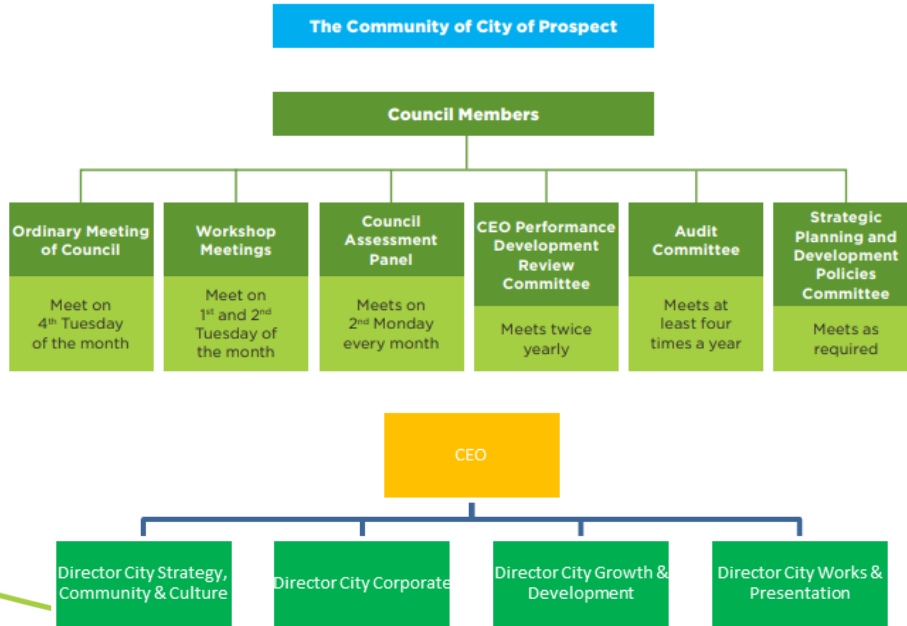 The Community of City of Prospect
Council Members
Ordinary Meeting
of Council
Meet on
4th Tuesday
of the month
Workshop
Meetings
Meet on
1st and 2nd
Tuesday of
the month
Council
Assessment
Panel
Meets on
2nd Monday
every month
CEO Performance
Development
Review
Committee
Meets twice
yearly
Audit
Committee
Meets at
least four
times a year
Strategic
Planning and
Development
Policies
Committee
Meets as
required
CEO
Director City Strategy,
Community & Culture
Director City Corporate
Director City Growth &
Development
Director City Works &
Presentation